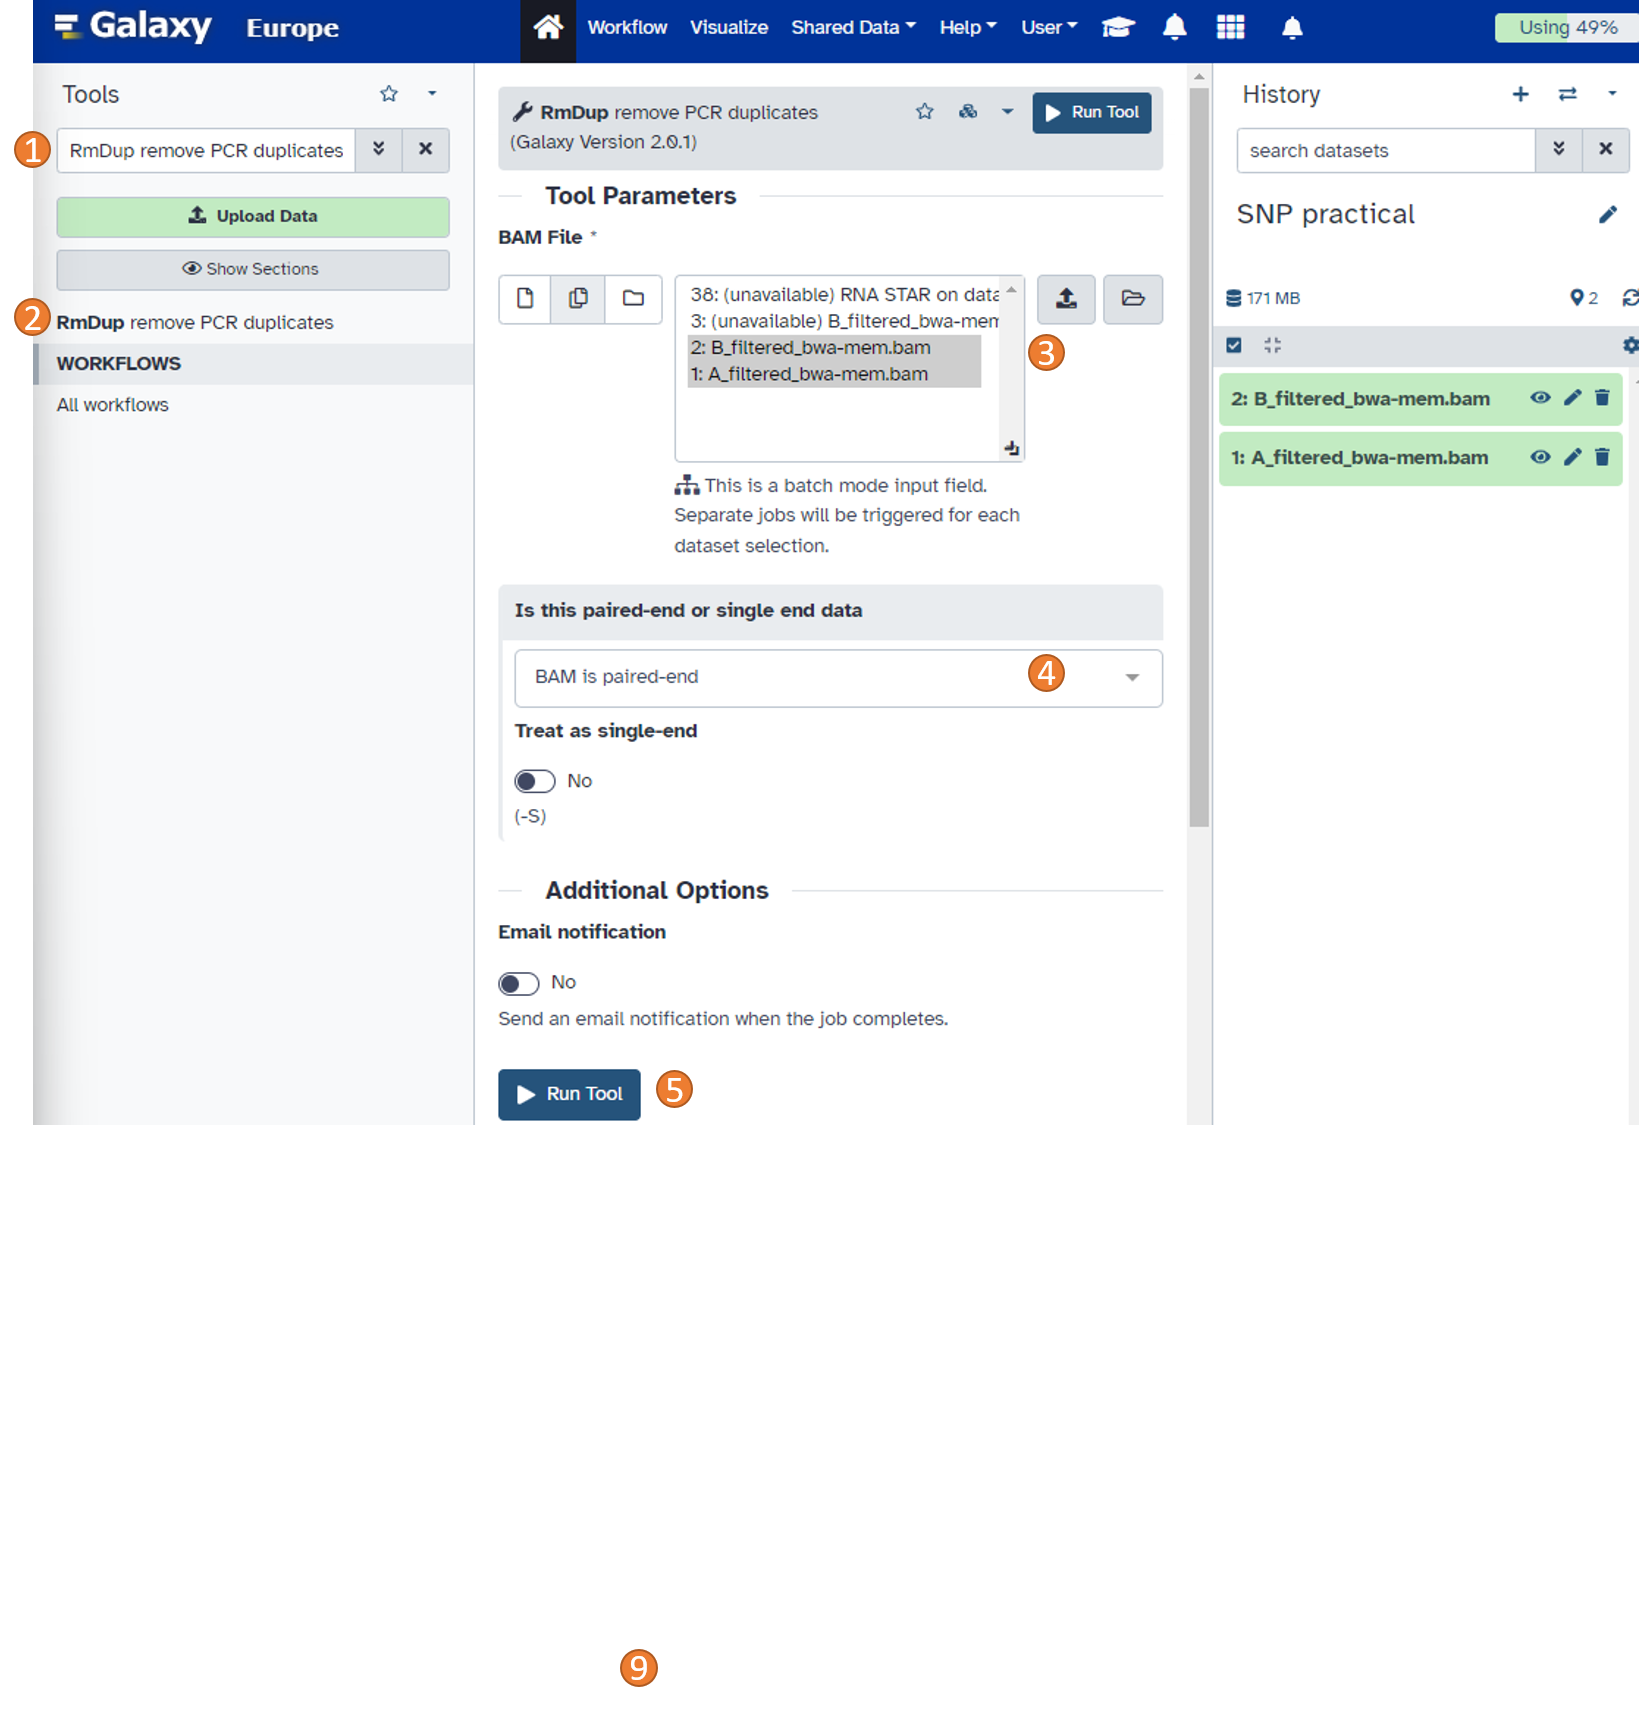 Galaxy Europe
Workflow Visualize Shared Data Help User
Using 49%
Tools
1
RmDup remove PCR duplicates
Upload Data
Show Sections
2
RmDup remove PCR duplicates
WORKFLOWS
All workflows
RmDup remove PCR duplicates
(Galaxy Version 2.0.1)
Run Tool
Tool Parameters
BAM File *
38: (unavailable) RNA STAR on data
3: (unavailable) B_filtered_bwa-mem
2: B_filtered_bwa-mem.bam
1: A_filtered_bwa-mem.bam
3
This is a batch mode input field.
Separate jobs will be triggered for each
dataset selection.
Is this paired-end or single end data
BAM is paired-end
4
Treat as single-end
No
(-S)
Additional Options
Email notification
No
Send an email notification when the job completes.
Run Tool
5
History
search datasets
SNP practical
171 MB
2
2: B_filtered_bwa-mem.bam
1: A_filtered_bwa-mem.bam
9